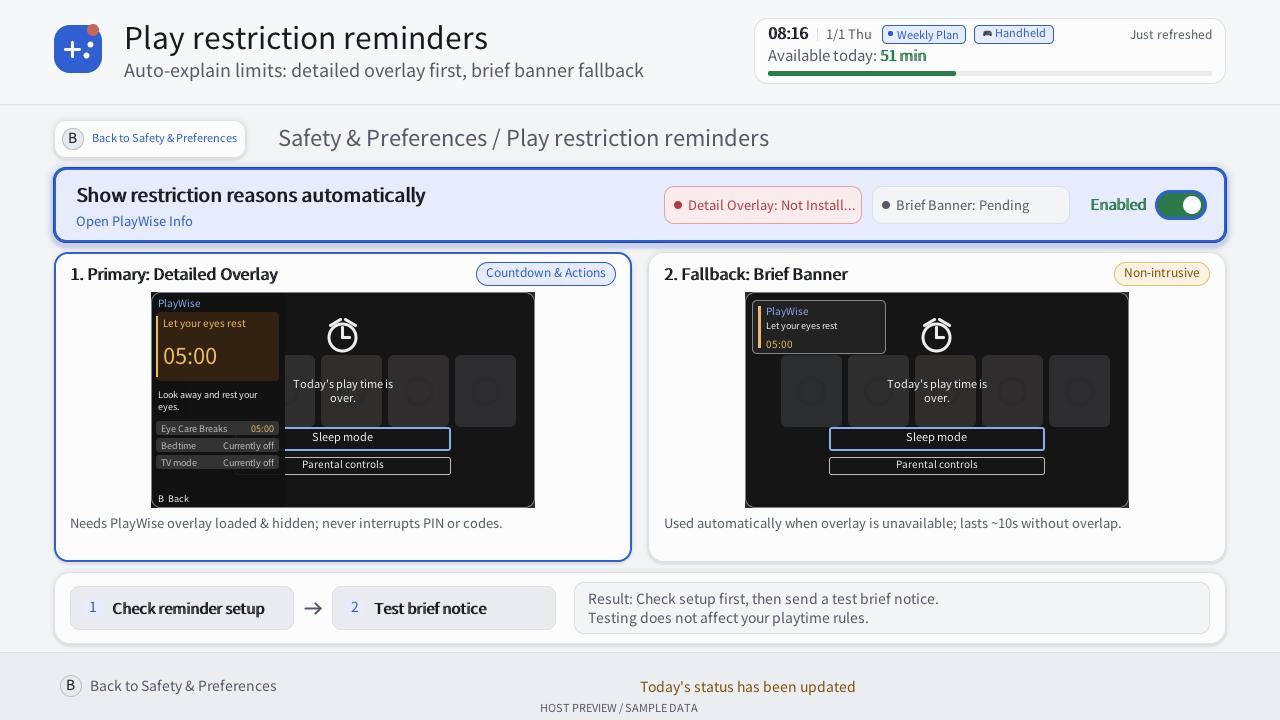 Play restriction reminders
Auto-explain limits: detailed overlay first, brief banner fallback
08:16 1/1 Thu Weekly Plan Handheld Just refreshed
Available today: 51 min
B Back to Safety & Preferences
Safety & Preferences / Play restriction reminders
Show restriction reasons automatically
Open PlayWise Info
Detail Overlay: Not Install...
Brief Banner: Pending
Enabled
1. Primary: Detailed Overlay
Countdown & Actions
PlayWise
Let your eyes rest
05:00
Look away and rest your
eyes.
Eye Care Breaks 05:00
Bedtime Currently off
TV mode Currently off
B Back
Today's play time is
over.
Sleep mode
Parental controls
Needs PlayWise overlay loaded & hidden; never interrupts PIN or codes.
2. Fallback: Brief Banner
Non-intrusive
PlayWise
Let your eyes rest
05:00
Today's play time is
over.
Sleep mode
Parental controls
Used automatically when overlay is unavailable; lasts ~10s without overlap.
1 Check reminder setup
2 Test brief notice
Result: Check setup first, then send a test brief notice.
Testing does not affect your playtime rules.
B Back to Safety & Preferences
Today's status has been updated
HOST PREVIEW / SAMPLE DATA